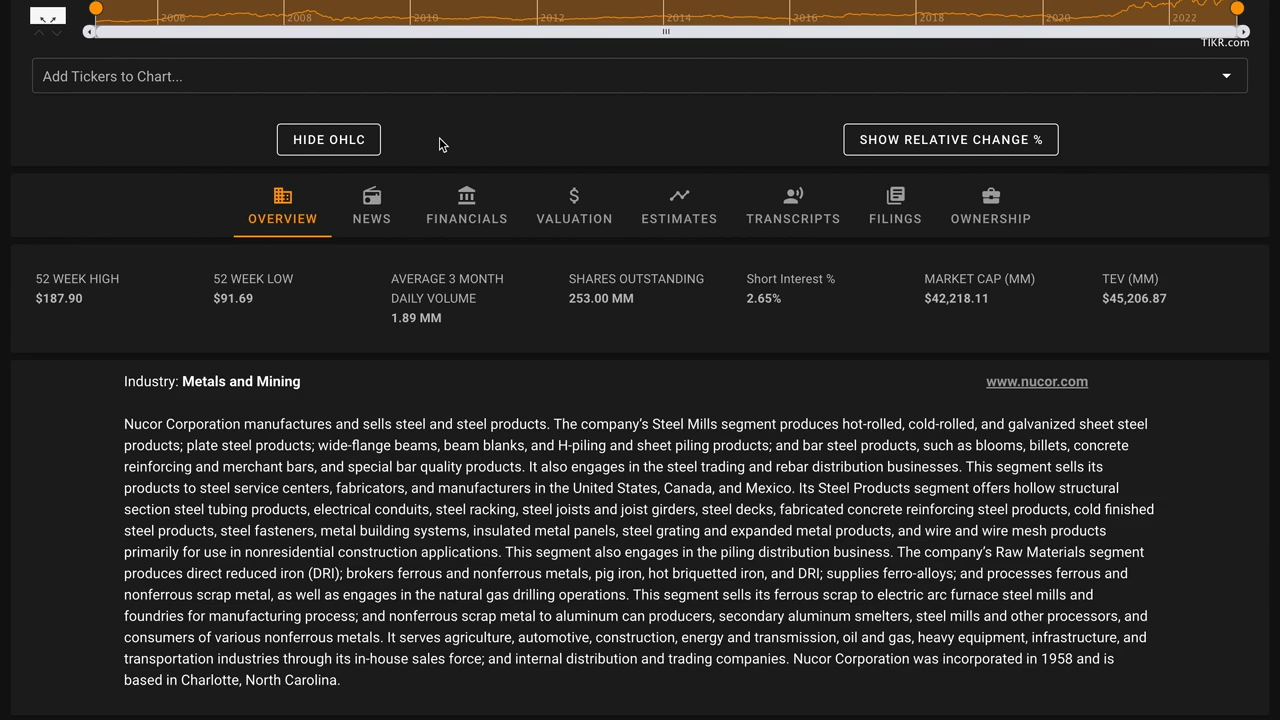 2006 2008 2010 2012 2014 2016 2018 2020 2022
TIKR.com
Add Tickers to Chart...
HIDE OHLC
SHOW RELATIVE CHANGE %
OVERVIEW NEWS FINANCIALS VALUATION ESTIMATES TRANSCRIPTS FILINGS OWNERSHIP
52 WEEK HIGH
$187.90
52 WEEK LOW
$91.69
AVERAGE 3 MONTH
DAILY VOLUME
1.89 MM
SHARES OUTSTANDING
253.00 MM
Short Interest %
2.65%
MARKET CAP (MM)
$42,218.11
TEV (MM)
$45,206.87
Industry: Metals and Mining
www.nucor.com
Nucor Corporation manufactures and sells steel and steel products. The company's Steel Mills segment produces hot-rolled, cold-rolled, and galvanized sheet steel
products; plate steel products; wide-flange beams, beam blanks, and H-piling and sheet piling products; and bar steel products, such as blooms, billets, concrete
reinforcing and merchant bars, and special bar quality products. It also engages in the steel trading and rebar distribution businesses. This segment sells its
products to steel service centers, fabricators, and manufacturers in the United States, Canada, and Mexico. Its Steel Products segment offers hollow structural
section steel tubing products, electrical conduits, steel racking, steel joists and joist girders, steel decks, fabricated concrete reinforcing steel products, cold finished
steel products, steel fasteners, metal building systems, insulated metal panels, steel grating and expanded metal products, and wire and wire mesh products
primarily for use in nonresidential construction applications. This segment also engages in the piling distribution business. The company's Raw Materials segment
produces direct reduced iron (DRI); brokers ferrous and nonferrous metals, pig iron, hot briquetted iron, and DRI; supplies ferro-alloys; and processes ferrous and
nonferrous scrap metal, as well as engages in the natural gas drilling operations. This segment sells its ferrous scrap to electric arc furnace steel mills and
foundries for manufacturing process; and nonferrous scrap metal to aluminum can producers, secondary aluminum smelters, steel mills and other processors, and
consumers of various nonferrous metals. It serves agriculture, automotive, construction, energy and transmission, oil and gas, heavy equipment, infrastructure, and
transportation industries through its in-house sales force; and internal distribution and trading companies. Nucor Corporation was incorporated in 1958 and is
based in Charlotte, North Carolina.